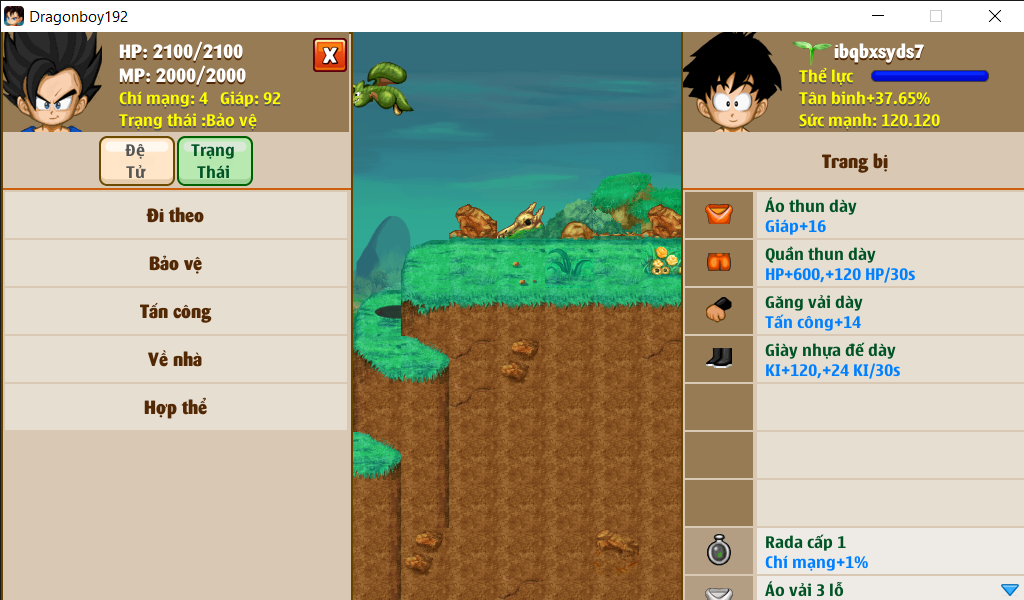 Dragonboy192
HP: 2100/2100
MP: 2000/2000
Chí mạng: 4 Giáp: 92
Trạng thái :Bảo vệ
X
Đệ
Tử
Trạng
Thái
Đi theo
Bảo vệ
Tấn công
Về nhà
Hợp thể
ibqbxsyds7
Thể lực
Tân binh+37.65%
Sức mạnh: 120.120
Trang bị
Áo thun dày
Giáp+16
Quần thun dày
HP+600,+120 HP/30s
Găng vải dày
Tấn công+14
Giày nhựa đế dày
KI+120,+24 KI/30s
Rada cấp 1
Chí mạng+1%
Áo vải 3 lỗ